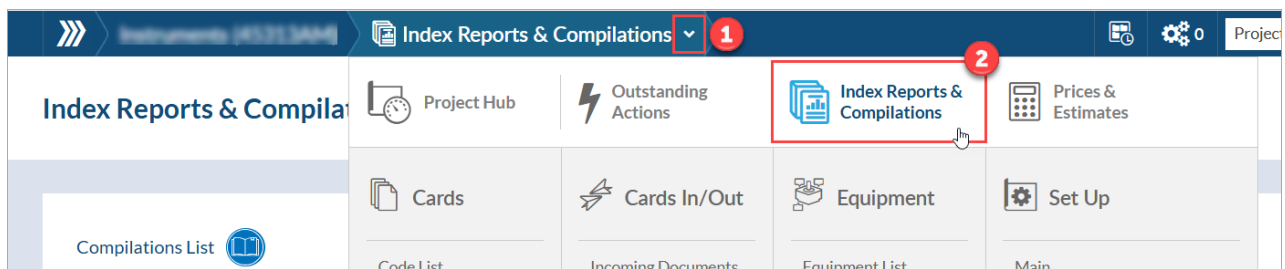 Index Reports & Compilations
1
0
Project
2
Index Reports & Compilat
Project Hub
Outstanding
Actions
Index Reports &
Compilations
Prices &
Estimates
Cards
Cards In/Out
Equipment
Set Up
Compilations List
Code List
Incoming Documents
Equipment List
Main